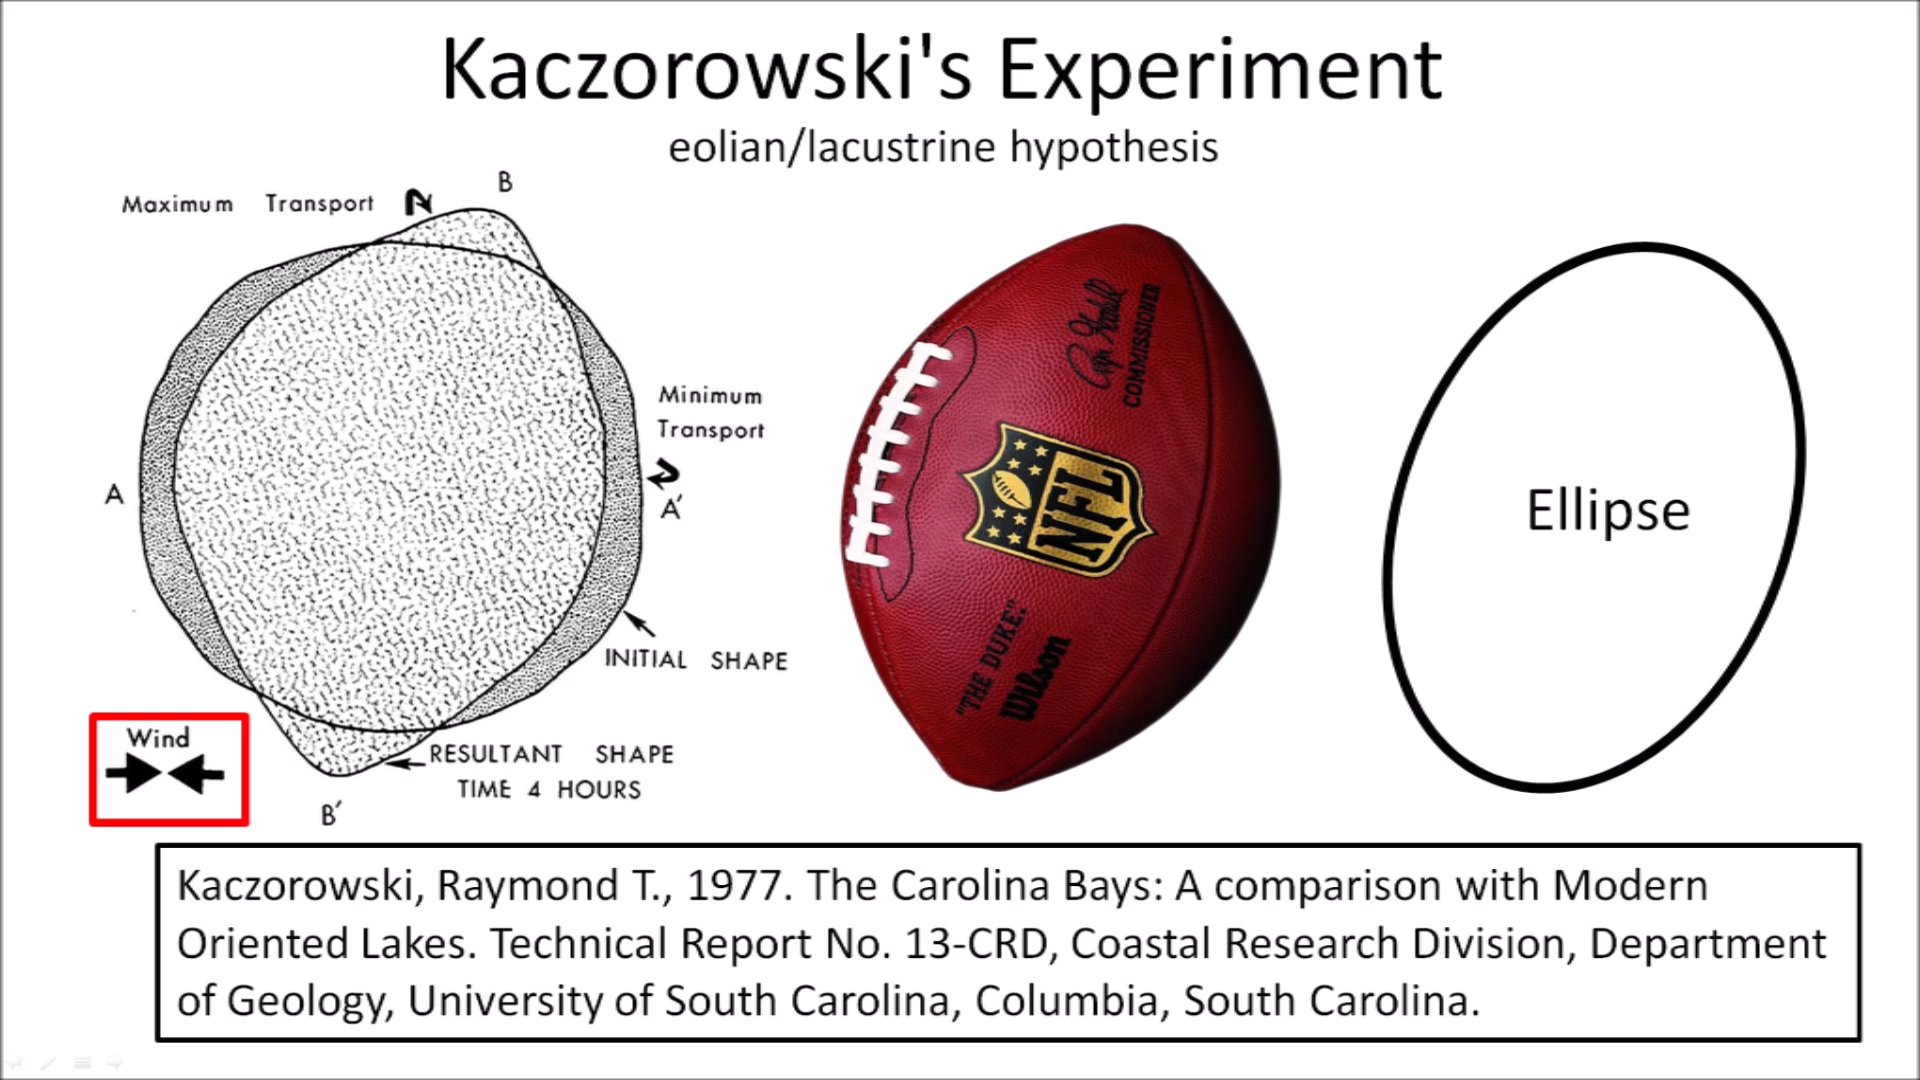 Kaczorowski's Experiment
eolian/lacustrine hypothesis
B
Maximum Transport
Minimum
Transport
A
A′
INITIAL SHAPE
Wind
RESULTANT SHAPE
TIME 4 HOURS
B′
COMMISSIONER
NFL
"THE DUKE"
Wilson
Ellipse
Kaczorowski, Raymond T., 1977. The Carolina Bays: A comparison with Modern
Oriented Lakes. Technical Report No. 13-CRD, Coastal Research Division, Department
of Geology, University of South Carolina, Columbia, South Carolina.